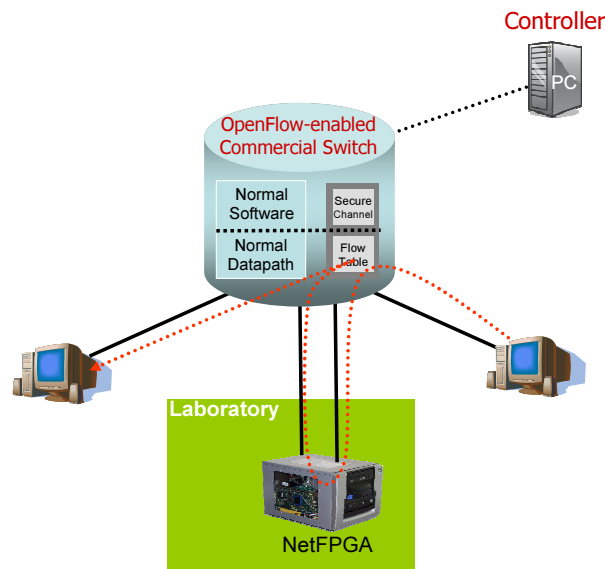 Controller
PC
OpenFlow-enabled
Commercial Switch
Normal
Software
Secure
Channel
Normal
Datapath
Flow
Table
Laboratory
NetFPGA